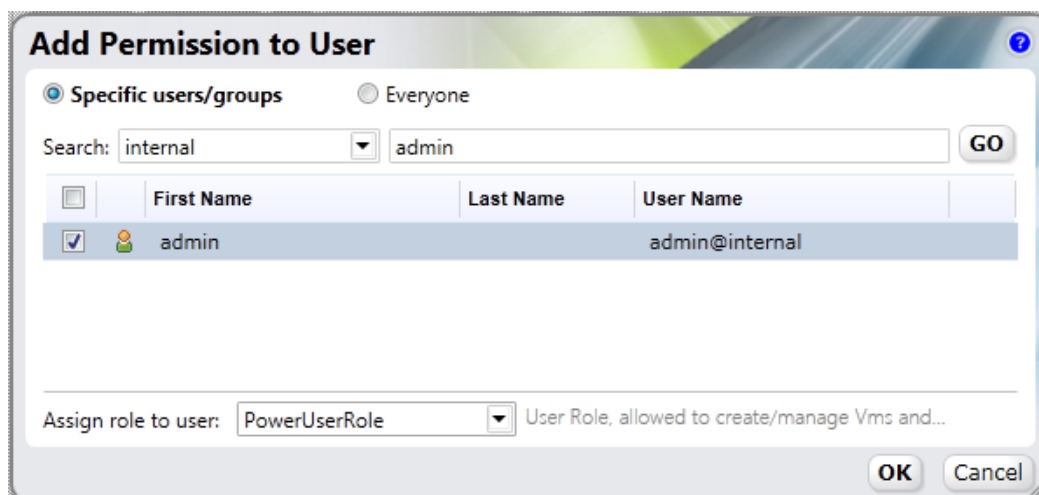 Add Permission to User
?
Specific users/groups Everyone
Search: internal admin GO
First Name Last Name User Name
admin admin@internal
Assign role to user: PowerUserRole User Role, allowed to create/manage Vms and...
OK Cancel